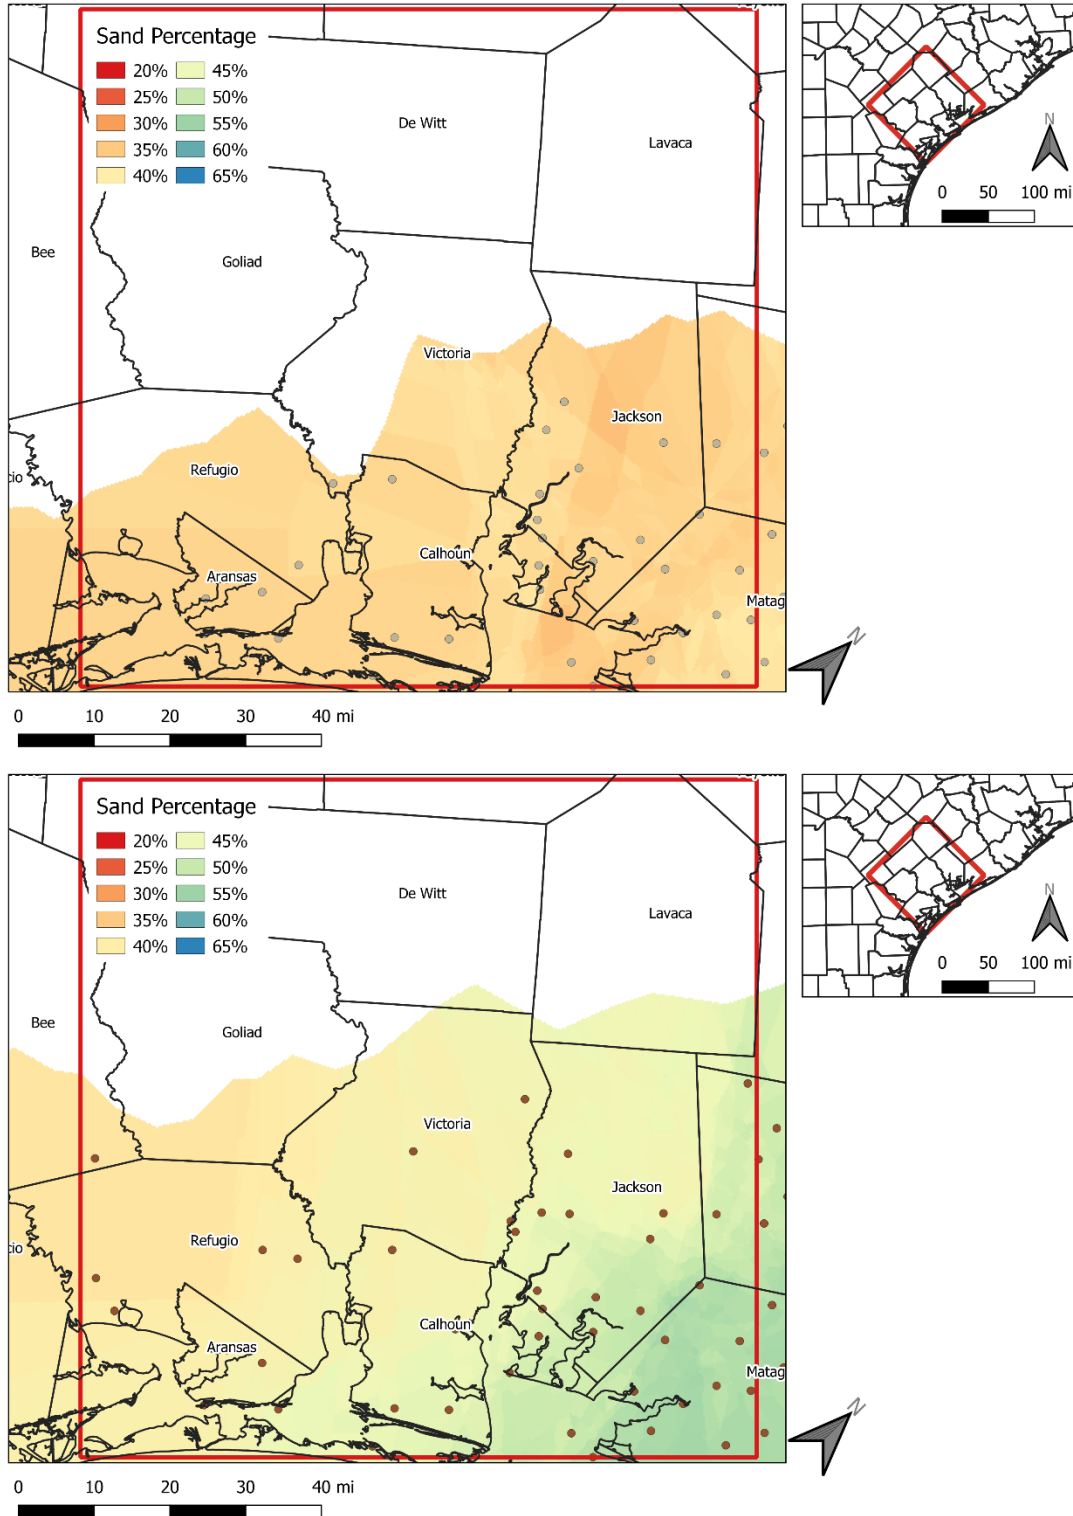 Sand Percentage
20% 45%
25% 50%
30% 55%
35% 60%
40% 65%
De Witt
Lavaca
Bee
Goliad
Victoria
Jackson
Refugio
cio
Calhoun
Aransas
Matag
N
0 50 100 mi
N
0 10 20 30 40 mi
Sand Percentage
20% 45%
25% 50%
30% 55%
35% 60%
40% 65%
De Witt
Lavaca
Bee
Goliad
Victoria
Jackson
Refugio
cio
Calhoun
Aransas
Matag
N
0 50 100 mi
N
0 10 20 30 40 mi